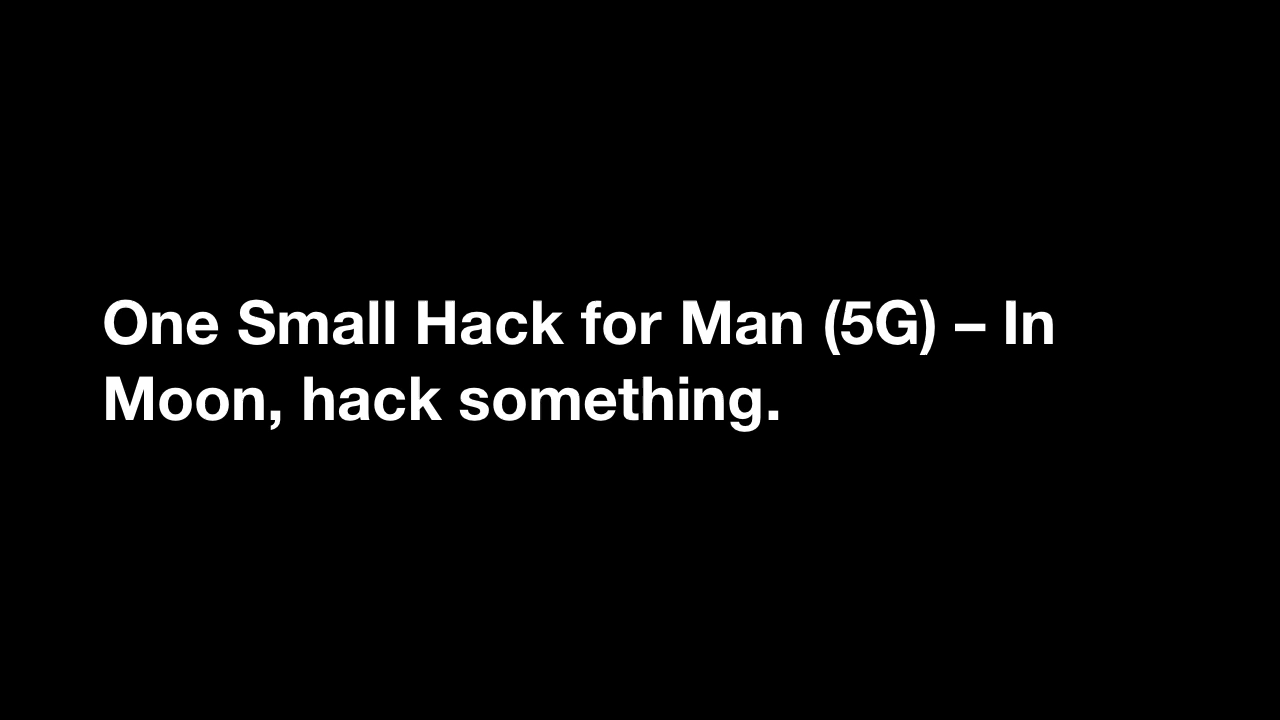 One Small Hack for Man (5G) – In
Moon, hack something.